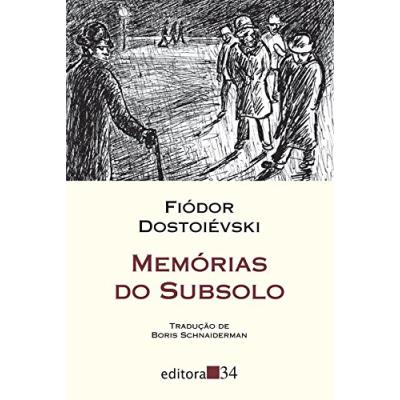 FIÓDOR
DOSTOIÉVSKI
MEMÓRIAS
DO SUBSOLO
TRADUÇÃO DE
BORIS SCHNAIDERMAN
editora 34